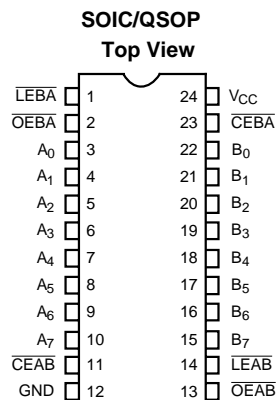 SOIC/QSOP
Top View
LEBA 1 24 VCC
OEBA 2 23 CEBA
A0 3 22 B0
A1 4 21 B1
A2 5 20 B2
A3 6 19 B3
A4 7 18 B4
A5 8 17 B5
A6 9 16 B6
A7 10 15 B7
CEAB 11 14 LEAB
GND 12 13 OEAB